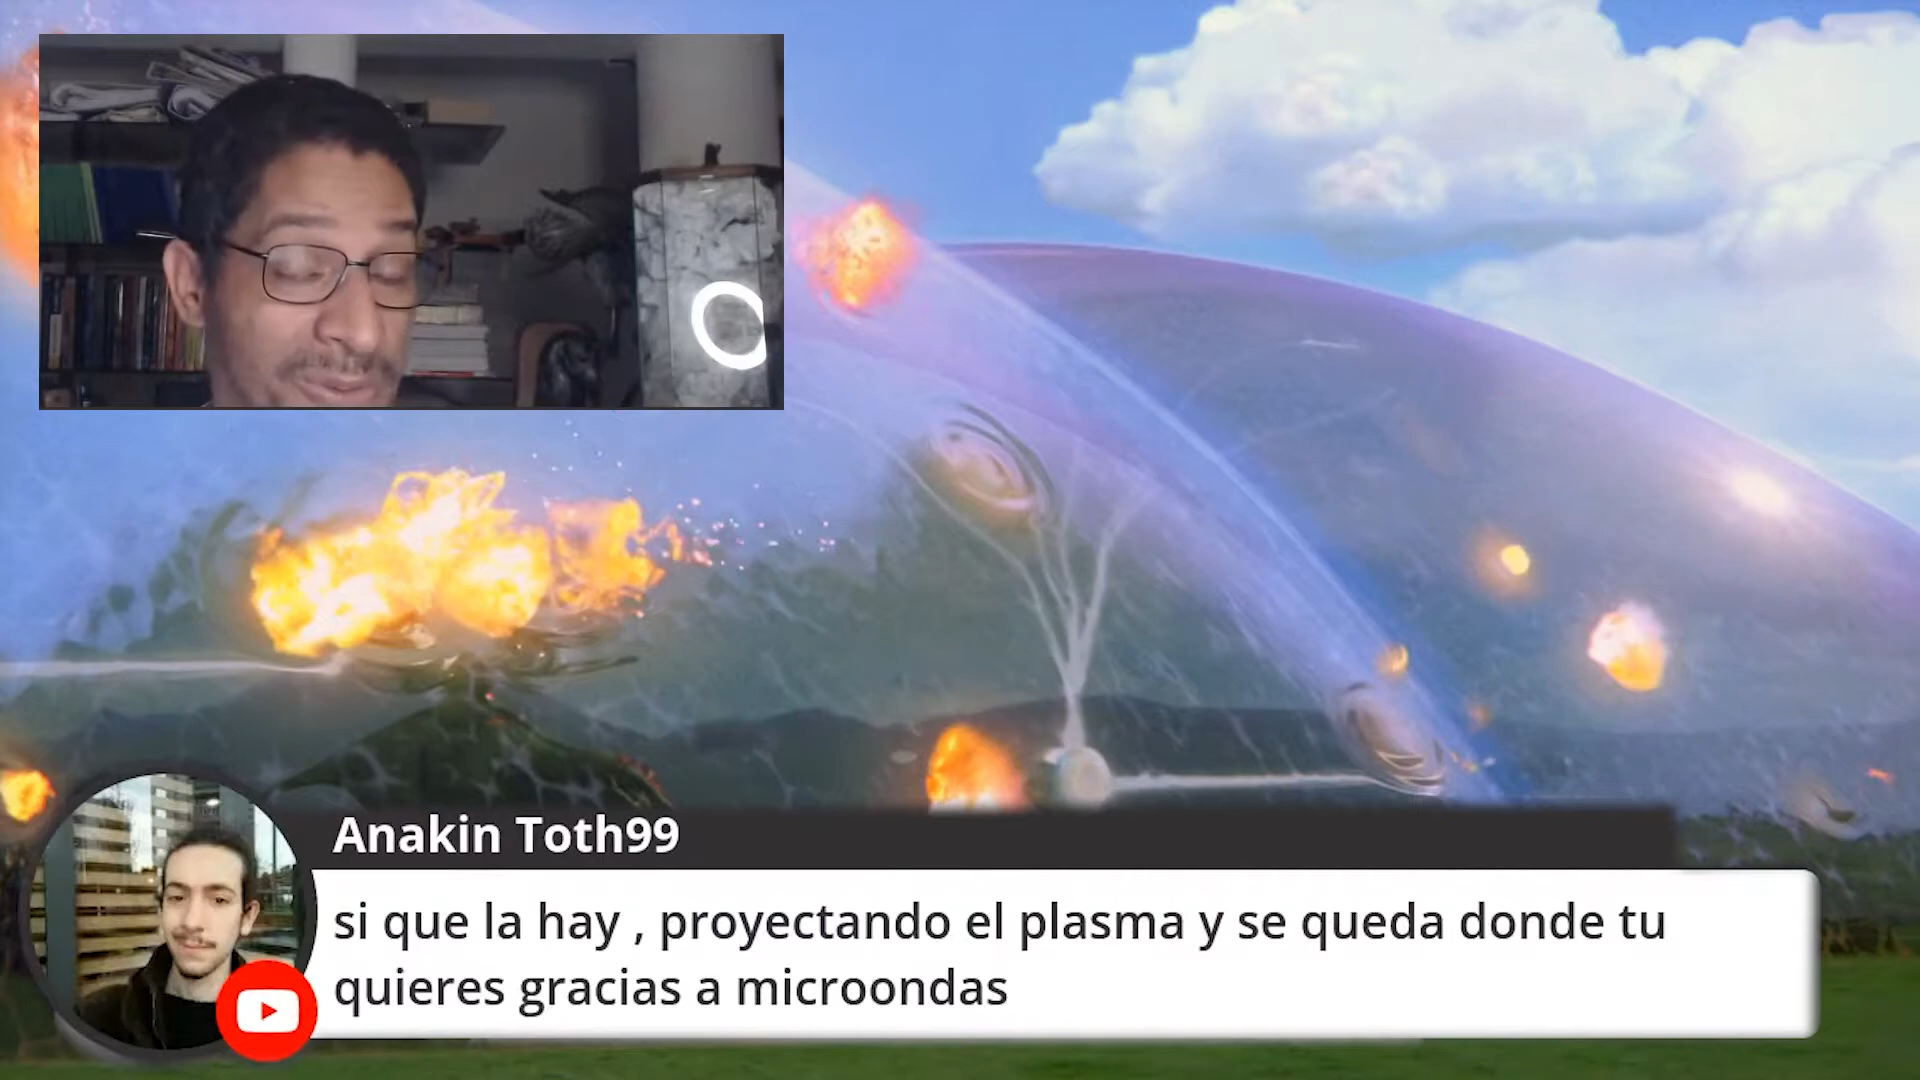 Anakin Toth99
si que la hay , proyectando el plasma y se queda donde tu
quieres gracias a microondas